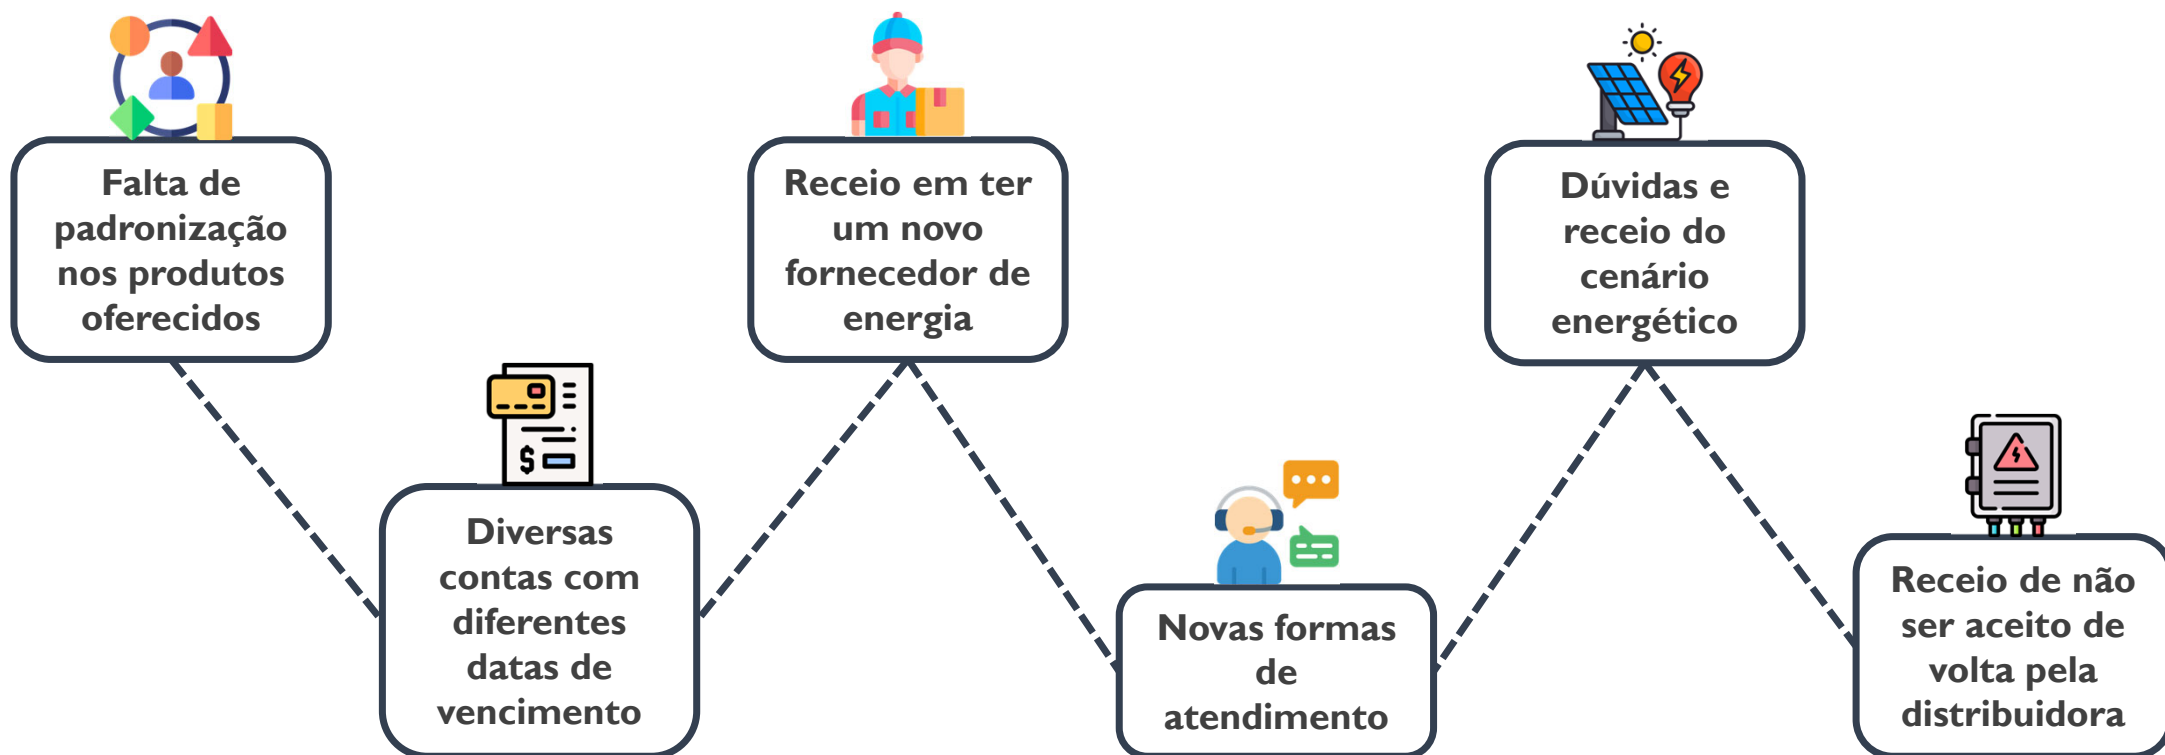 Falta de
padronização
nos produtos
oferecidos
Diversas
contas com
diferentes
datas de
vencimento
$
Receio em ter
um novo
fornecedor de
energia
Novas formas
de
atendimento
Dúvidas e
receio do
cenário
energético
Receio de não
ser aceito de
volta pela
distribuidora